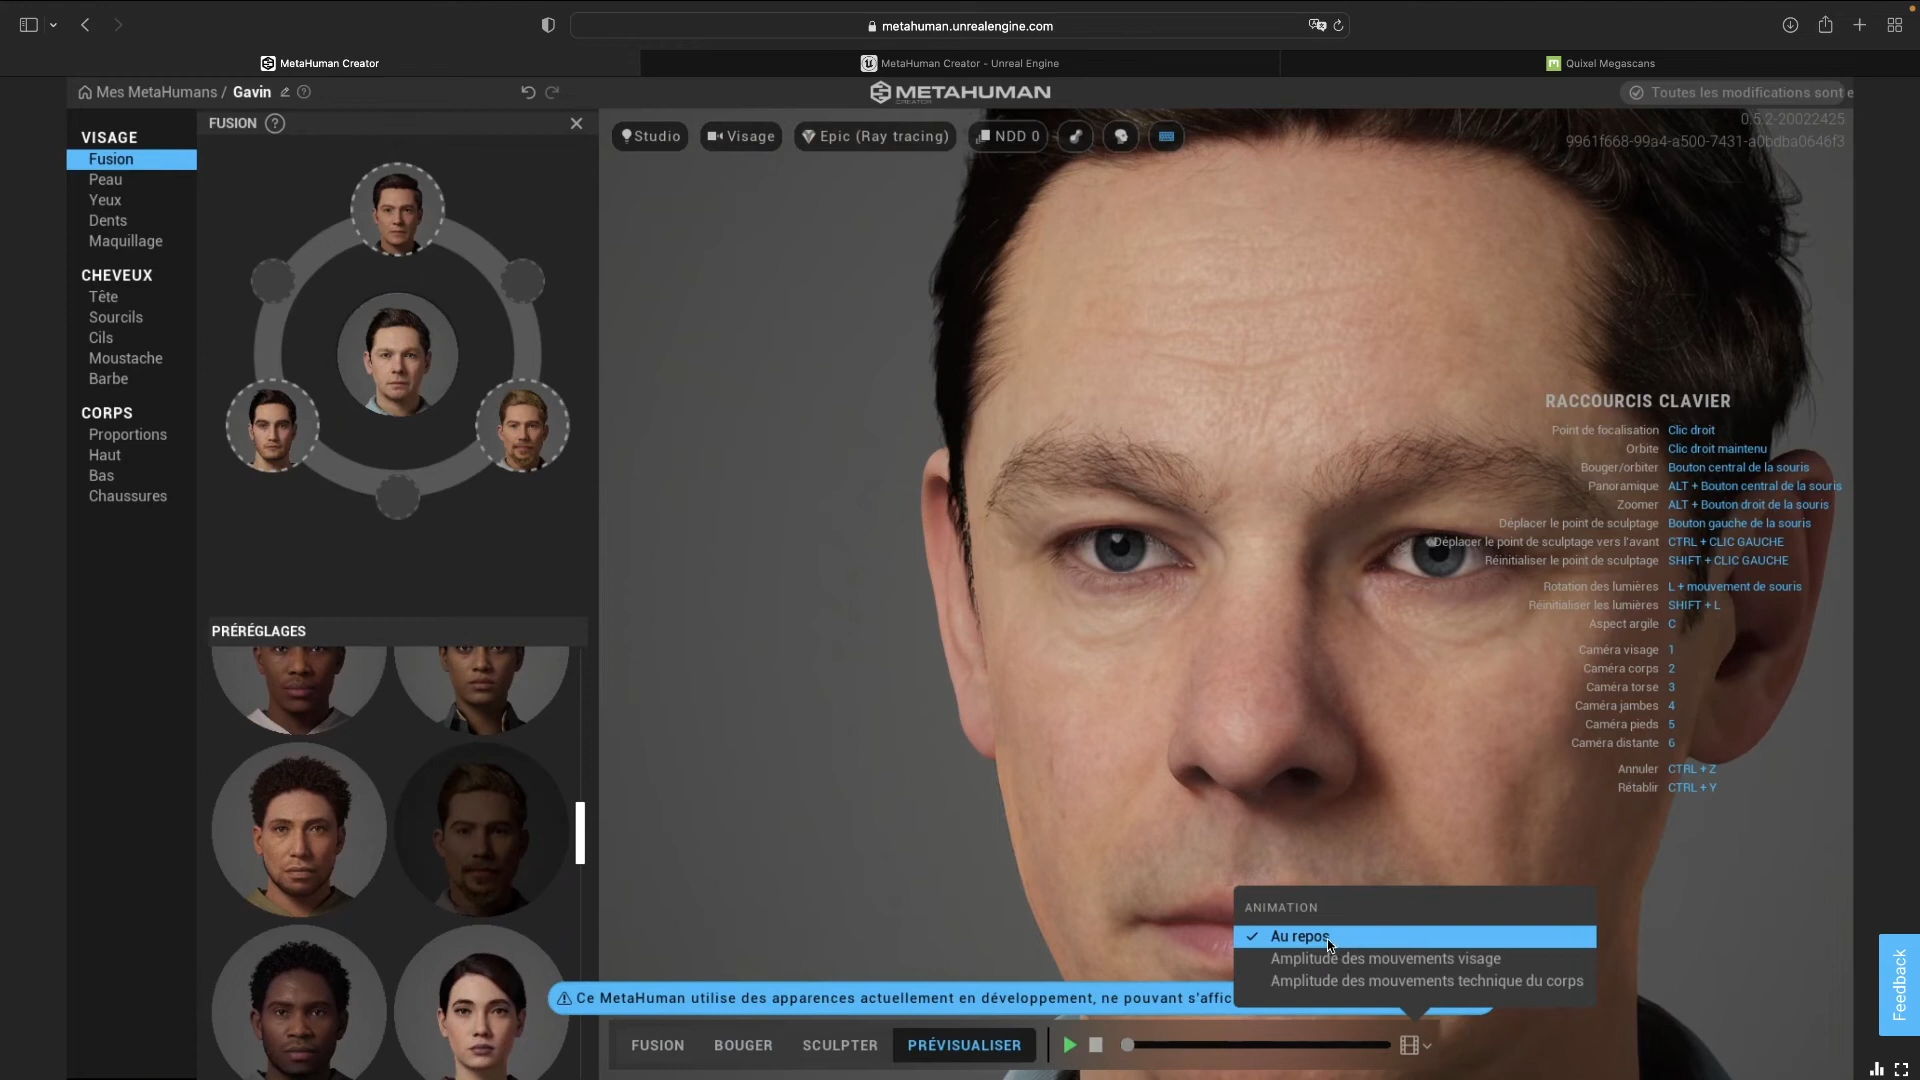 metahuman.unrealengine.com
MetaHuman Creator
MetaHuman Creator - Unreal Engine
Quixel Megascans
Mes MetaHumans / Gavin
METAHUMAN
CREATOR
Toutes les modifications sont e
0.5.2-20022425
9961f668-99a4-a500-7431-a0bdba0646f3
VISAGE
Fusion
Peau
Yeux
Dents
Maquillage
CHEVEUX
Tête
Sourcils
Cils
Moustache
Barbe
CORPS
Proportions
Haut
Bas
Chaussures
FUSION
PRÉRÉGLAGES
Studio
Visage
Epic (Ray tracing)
NDD 0
RACCOURCIS CLAVIER
Point de focalisation Clic droit
Orbite Clic droit maintenu
Bouger/orbiter Bouton central de la souris
Panoramique ALT + Bouton central de la souris
Zoomer ALT + Bouton droit de la souris
Déplacer le point de sculptage Bouton gauche de la souris
Déplacer le point de sculptage vers l'avant CTRL + CLIC GAUCHE
Réinitialiser le point de sculptage SHIFT + CLIC GAUCHE
Rotation des lumières L + mouvement de souris
Réinitialiser les lumières SHIFT + L
Aspect argile C
Caméra visage 1
Caméra corps 2
Caméra torse 3
Caméra jambes 4
Caméra pieds 5
Caméra distante 6
Annuler CTRL + Z
Rétablir CTRL + Y
ANIMATION
Au repos
Amplitude des mouvements visage
Amplitude des mouvements technique du corps
Ce MetaHuman utilise des apparences actuellement en développement, ne pouvant s'affic
FUSION
BOUGER
SCULPTER
PRÉVISUALISER
Feedback